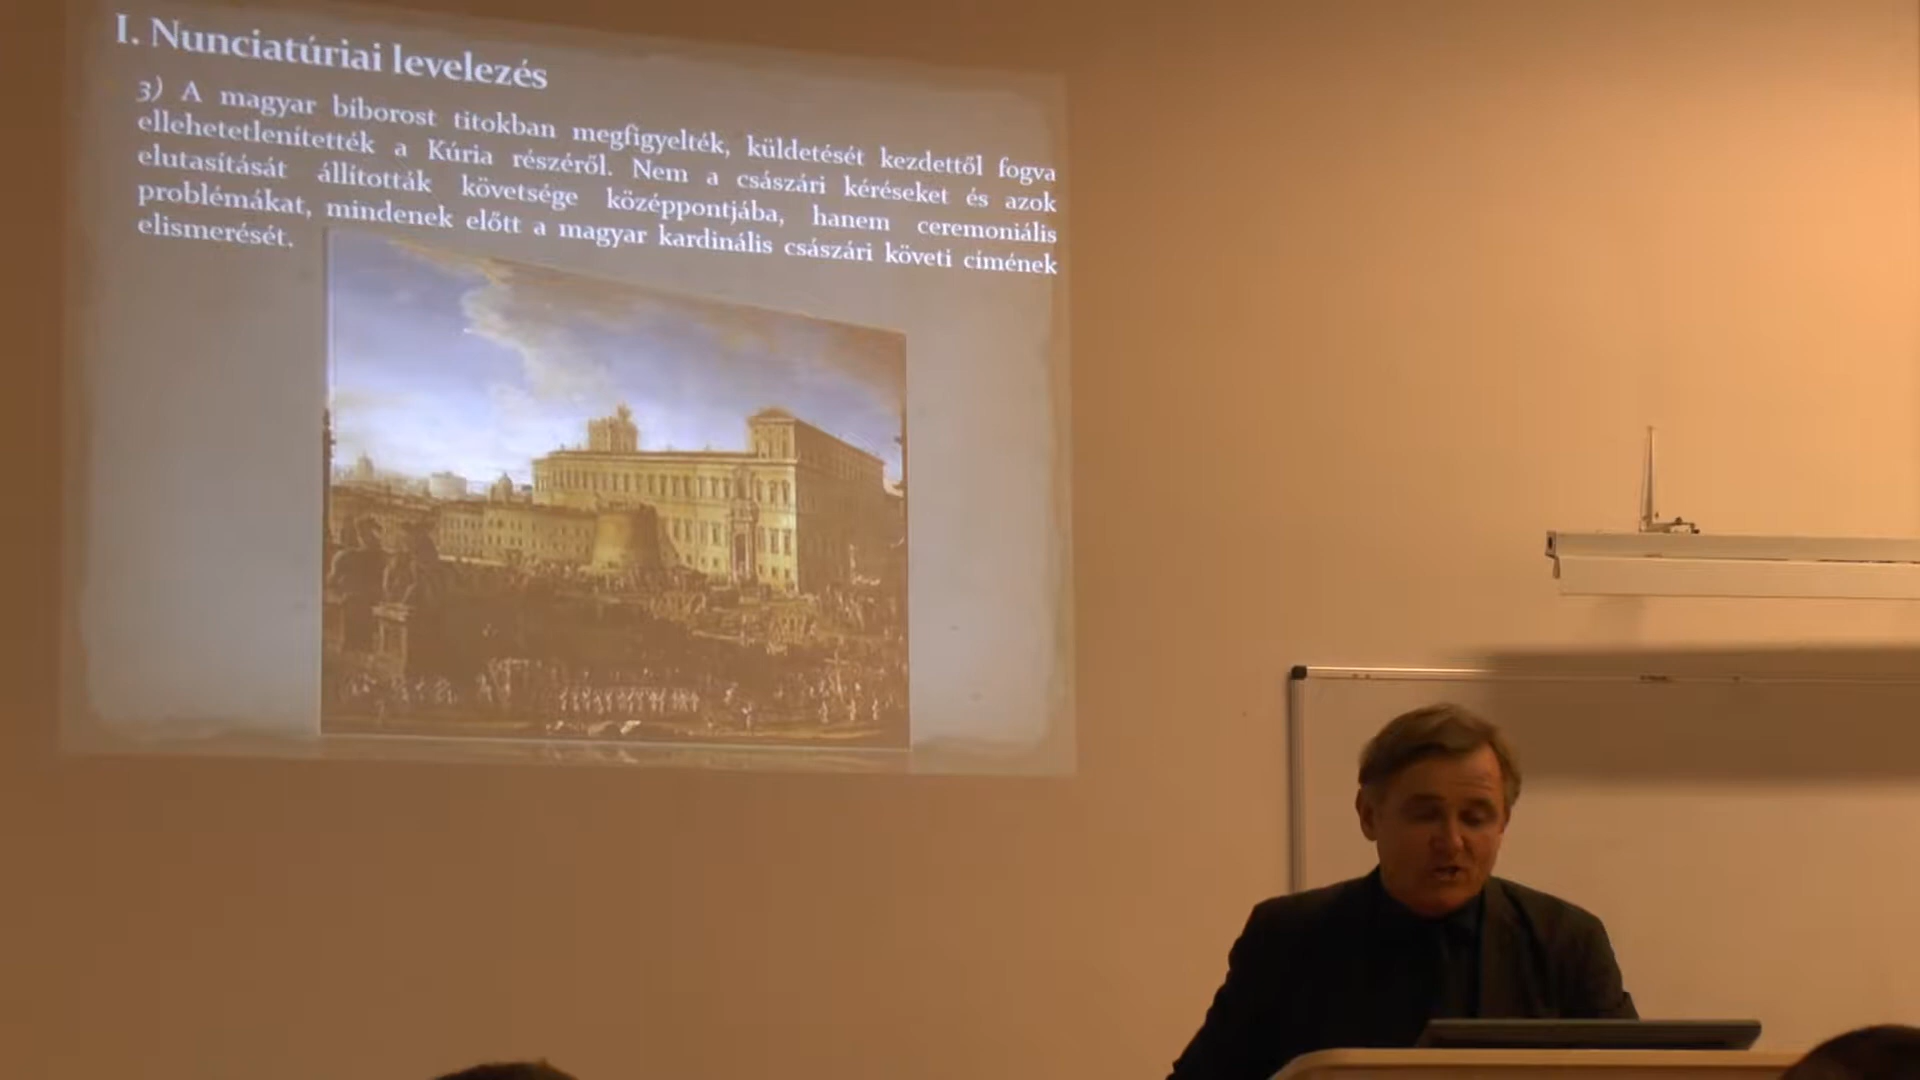 I. Nunciatúriai levelezés
3) A magyar bíborost titokban megfigyelték, küldetését kezdettől fogva
ellehetetlenítették a Kúria részéről. Nem a császári kéréseket és azok
elutasítását állították követsége középpontjába, hanem ceremoniális
problémákat, mindenek előtt a magyar kardinális császári követi címének
elismerését.